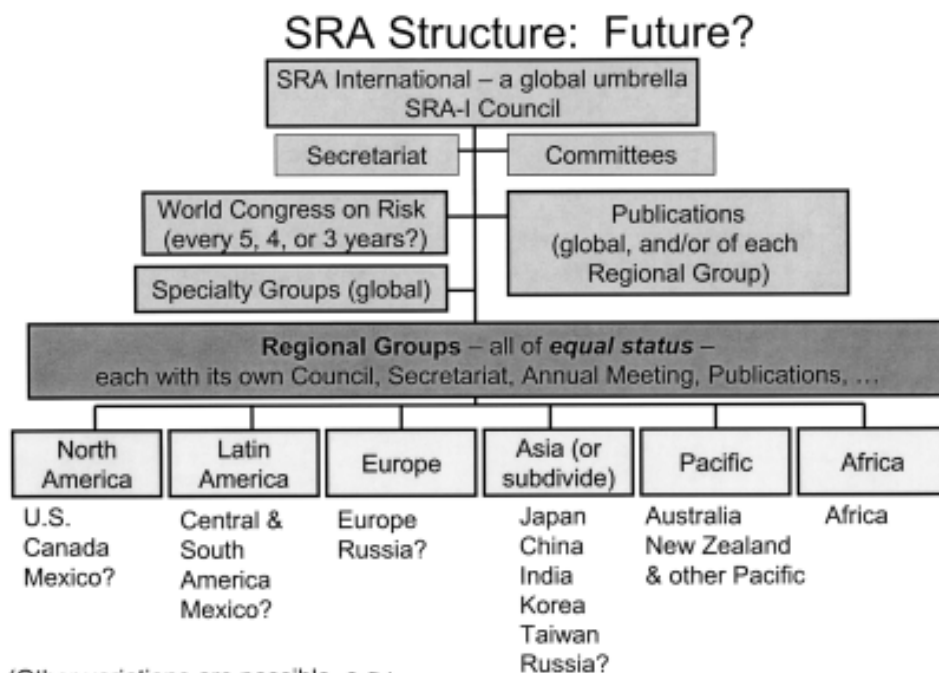 SRA Structure: Future?
SRA International – a global umbrella
SRA-I Council
Secretariat
Committees
World Congress on Risk
(every 5, 4, or 3 years?)
Publications
(global, and/or of each
Regional Group)
Specialty Groups (global)
Regional Groups – all of equal status –
each with its own Council, Secretariat, Annual Meeting, Publications, …
North
America
Latin
America
Europe
Asia (or
subdivide)
Pacific
Africa
U.S.
Canada
Mexico?
Central &
South
America
Mexico?
Europe
Russia?
Japan
China
India
Korea
Taiwan
Russia?
Australia
New Zealand
& other Pacific
Africa